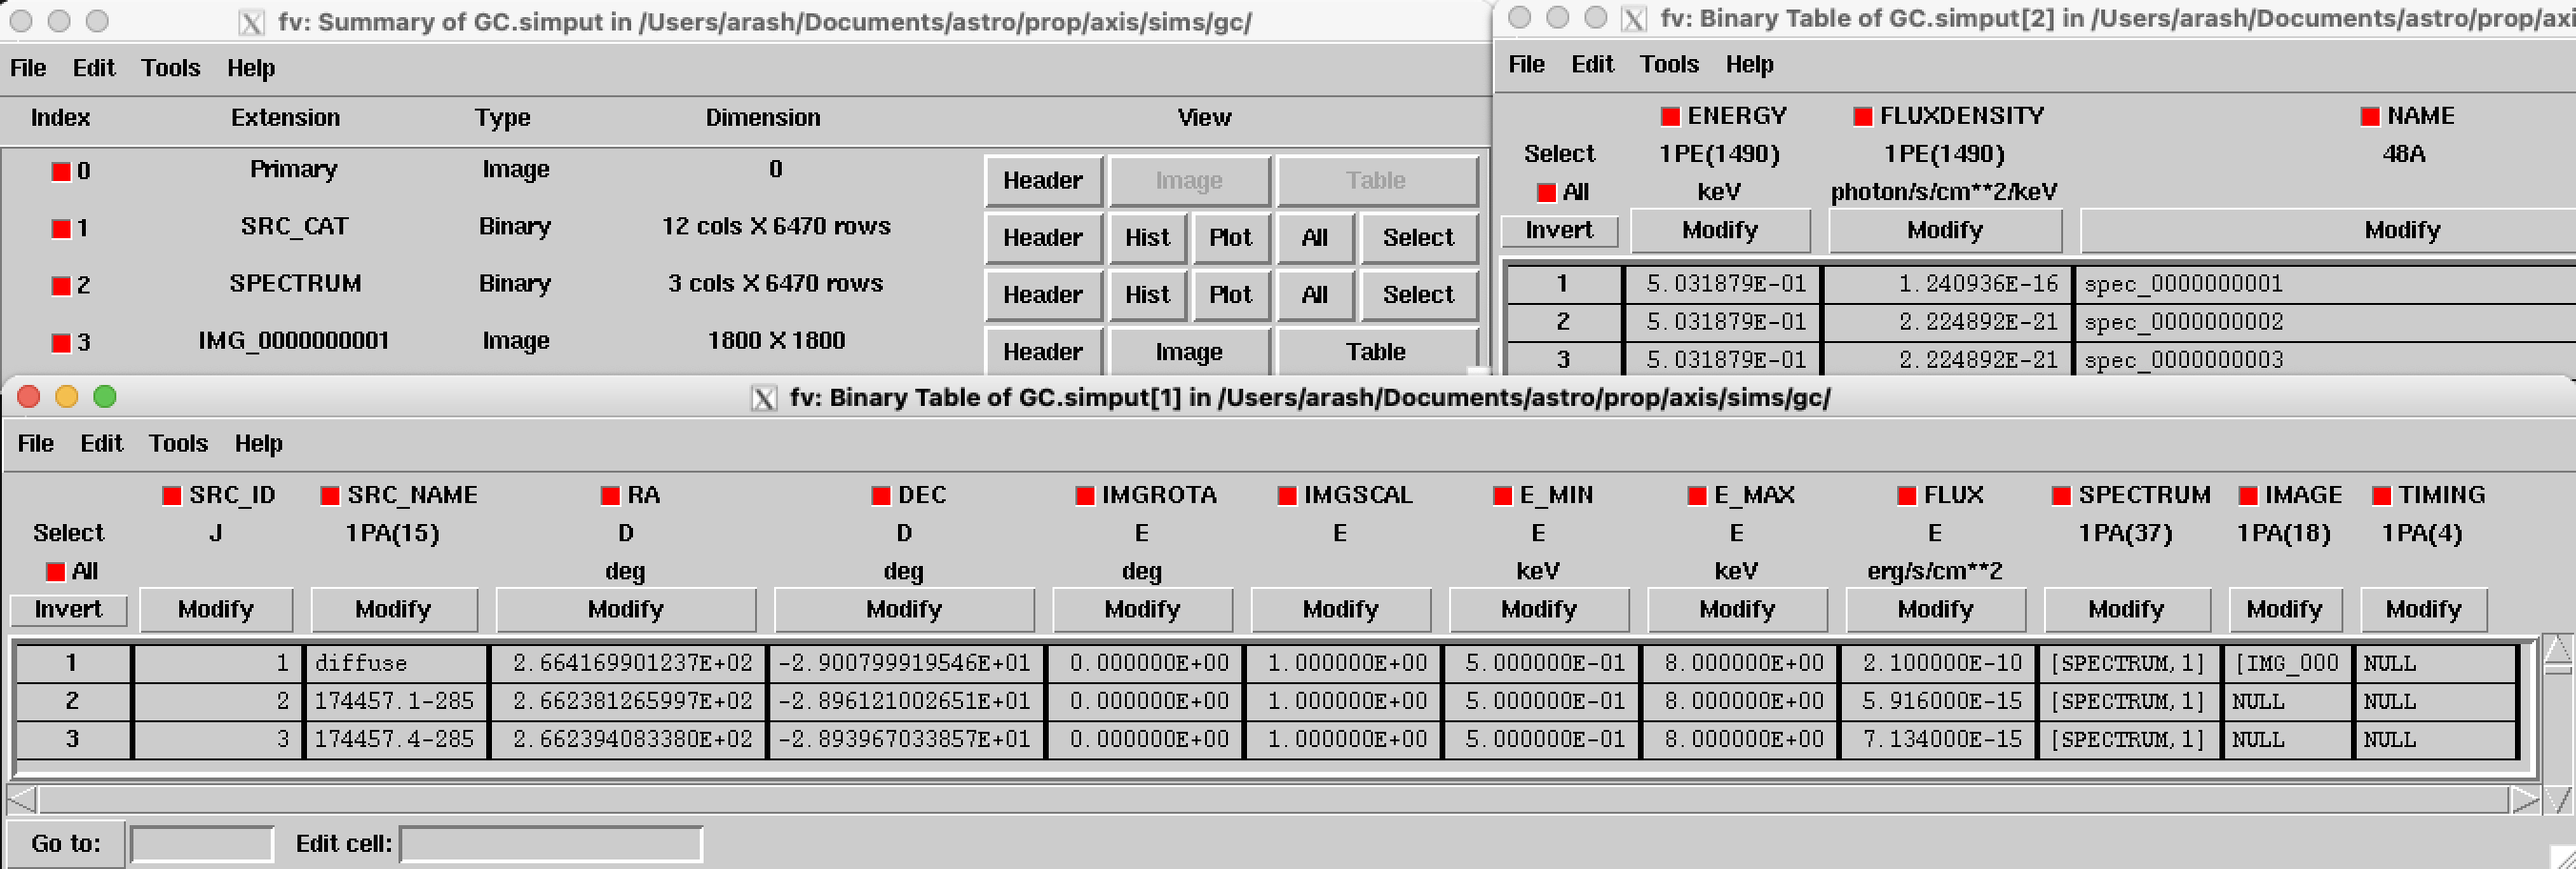 fv: Summary of GC.simput in /Users/arash/Documents/astro/prop/axis/sims/gc/
File Edit Tools Help
Index Extension Type Dimension View
0 Primary Image 0 Header Image Table
1 SRC_CAT Binary 12 cols X 6470 rows Header Hist Plot All Select
2 SPECTRUM Binary 3 cols X 6470 rows Header Hist Plot All Select
3 IMG_0000000001 Image 1800 X 1800 Header Image Table
fv: Binary Table of GC.simput[2] in /Users/arash/Documents/astro/prop/axi
File Edit Tools Help
ENERGY FLUXDENSITY NAME
Select 1PE(1490) 1PE(1490) 48A
All keV photon/s/cm**2/keV
Invert Modify Modify Modify
1 5.031879E-01 1.240936E-16 spec_0000000001
2 5.031879E-01 2.224892E-21 spec_0000000002
3 5.031879E-01 2.224892E-21 spec_0000000003
fv: Binary Table of GC.simput[1] in /Users/arash/Documents/astro/prop/axis/sims/gc/
File Edit Tools Help
SRC_ID SRC_NAME RA DEC IMGROTA IMGSCAL E_MIN E_MAX FLUX SPECTRUM IMAGE TIMING
Select J 1PA(15) D D E E E E E 1PA(37) 1PA(18) 1PA(4)
All deg deg deg keV keV erg/s/cm**2
Invert Modify Modify Modify Modify Modify Modify Modify Modify Modify Modify Modify Modify
1 1 diffuse 2.664169901237E+02 -2.900799919546E+01 0.000000E+00 1.000000E+00 5.000000E-01 8.000000E+00 2.100000E-10 [SPECTRUM,1] [IMG_000 NULL
2 2 174457.1-285 2.662381265997E+02 -2.896121002651E+01 0.000000E+00 1.000000E+00 5.000000E-01 8.000000E+00 5.916000E-15 [SPECTRUM,1] NULL NULL
3 3 174457.4-285 2.662394083380E+02 -2.893967033857E+01 0.000000E+00 1.000000E+00 5.000000E-01 8.000000E+00 7.134000E-15 [SPECTRUM,1] NULL NULL
Go to: Edit cell: